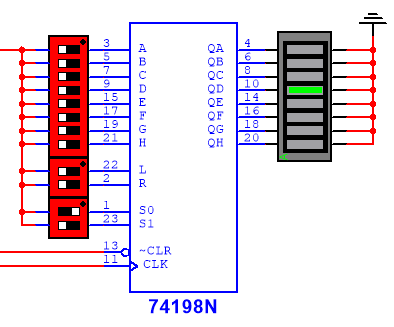 3 A QA 4
5 B QB 6
7 C QC 8
9 D QD 10
15 E QE 14
17 F QF 16
19 G QG 18
21 H QH 20
22 L
2 R
1 S0
23 S1
13 ~CLR
11 CLK
74198N